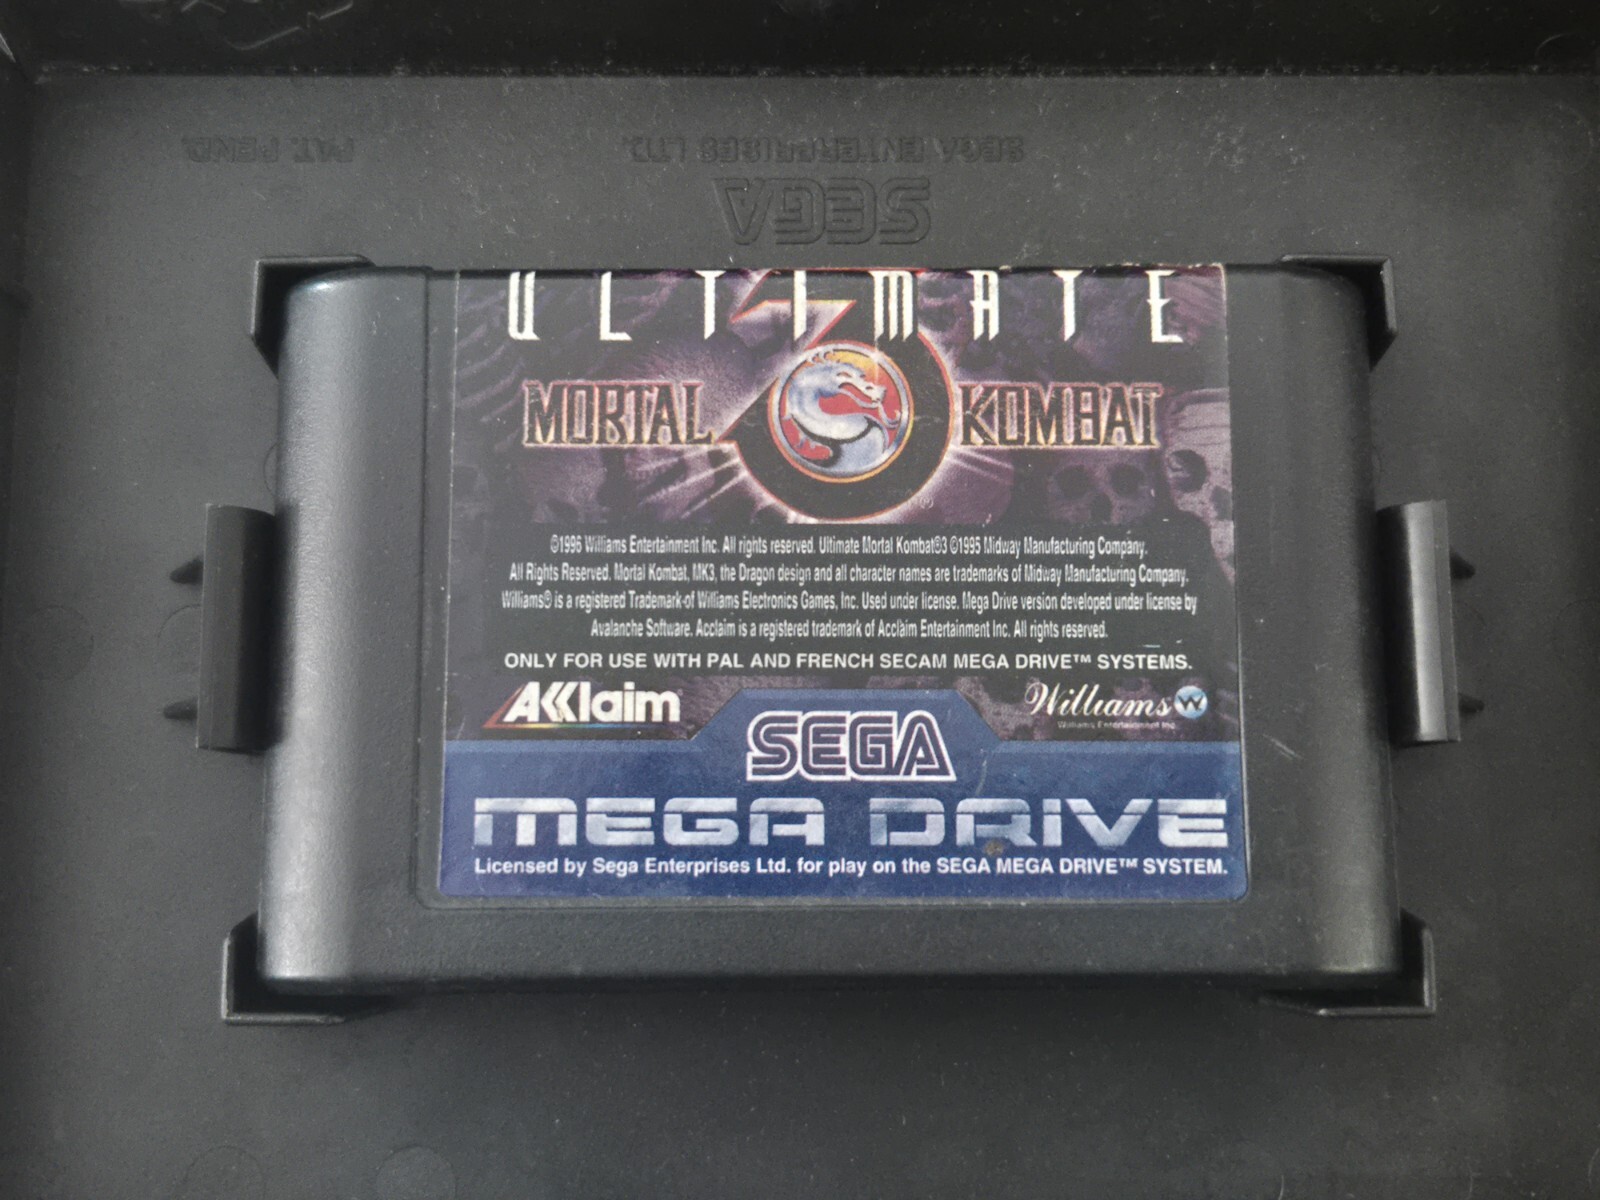 PAT. PEND.
SEGA ENTERPRISES LTD.
SEGA
ULTIMATE
MORTAL 3 KOMBAT
®
©1996 Williams Entertainment Inc. All rights reserved. Ultimate Mortal Kombat®3 ©1995 Midway Manufacturing Company.
All Rights Reserved. Mortal Kombat, MK3, the Dragon design and all character names are trademarks of Midway Manufacturing Company.
Williams® is a registered Trademark of Williams Electronics Games, Inc. Used under license. Mega Drive version developed under license by
Avalanche Software. Acclaim is a registered trademark of Acclaim Entertainment Inc. All rights reserved.
ONLY FOR USE WITH PAL AND FRENCH SECAM MEGA DRIVE™ SYSTEMS.
AKKlaim
Williams W
Williams Entertainment Inc.
SEGA
MEGA DRIVE
Licensed by Sega Enterprises Ltd. for play on the SEGA MEGA DRIVE™ SYSTEM.